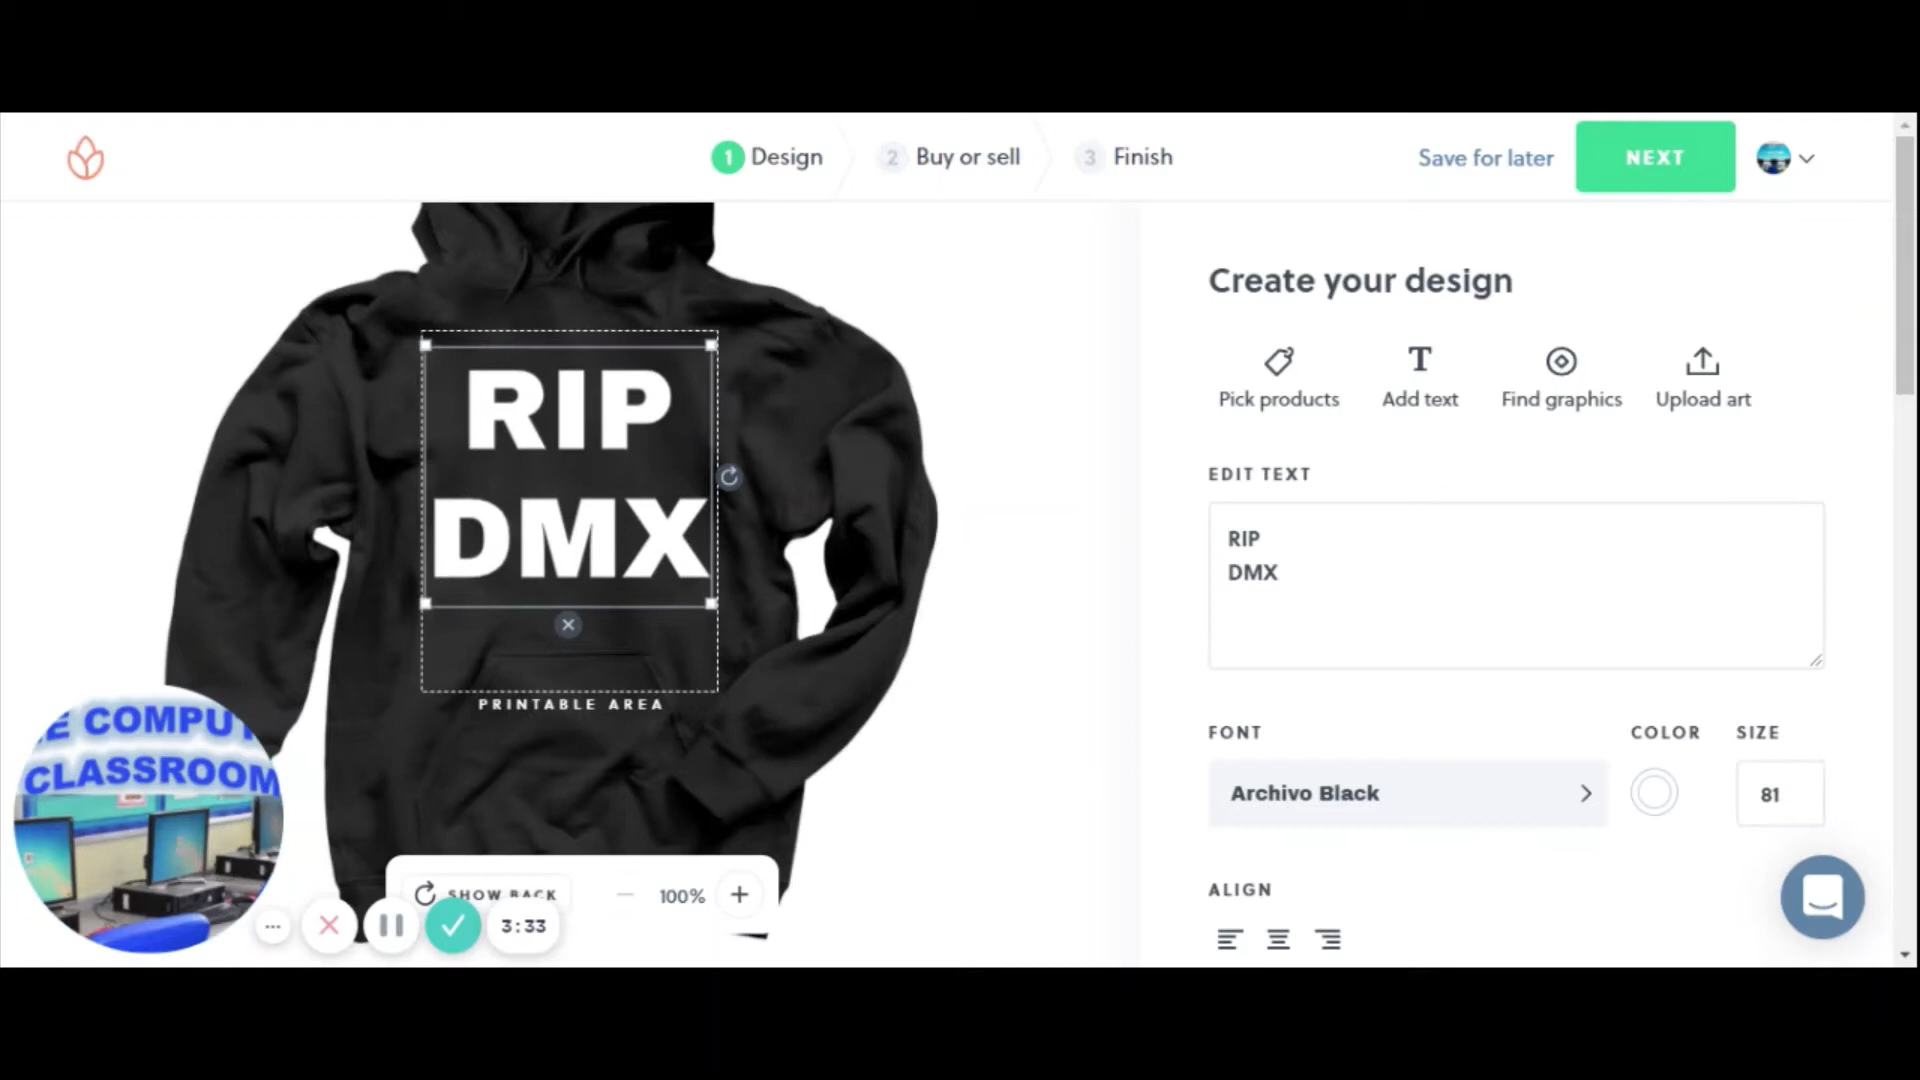 1 Design
2 Buy or sell
3 Finish
Save for later
NEXT
RIP
DMX
PRINTABLE AREA
Create your design
Pick products
T
Add text
Find graphics
Upload art
EDIT TEXT
RIP
DMX
FONT
COLOR
SIZE
Archivo Black
81
ALIGN
E COMPUT
CLASSROOM
SHOW BACK
100%
3:33